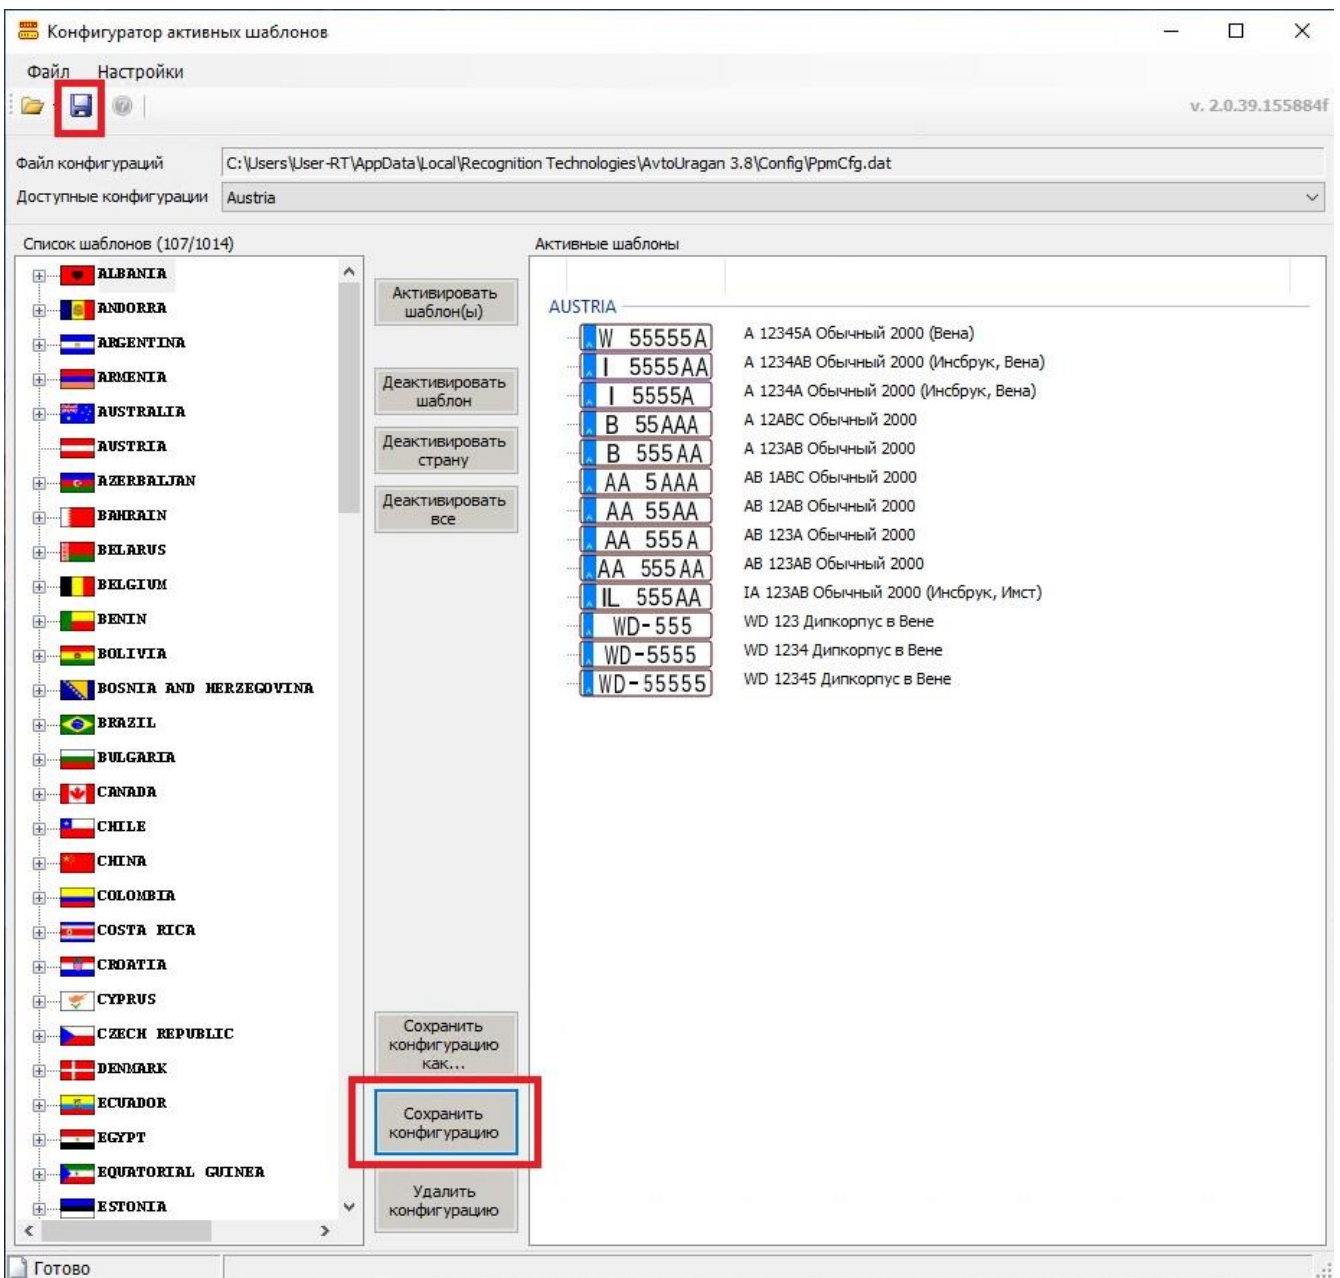 Конфигуратор активных шаблонов
Файл Настройки
v. 2.0.39.155884f
Файл конфигураций C:\Users\User-RT\AppData\Local\Recognition Technologies\AvtoUragan 3.8\Config\PpmCfg.dat
Доступные конфигурации Austria
Список шаблонов (107/1014)
ALBANIA
ANDORRA
ARGENTINA
ARMENIA
AUSTRALIA
AUSTRIA
AZERBAIJAN
BAHRAIN
BELARUS
BELGIUM
BENIN
BOLIVIA
BOSNIA AND HERZEGOVINA
BRAZIL
BULGARIA
CANADA
CHILE
CHINA
COLOMBIA
COSTA RICA
CROATIA
CYPRUS
CZECH REPUBLIC
DENMARK
ECUADOR
EGYPT
EQUATORIAL GUINEA
ESTONIA
Активировать
шаблон(ы)
Деактивировать
шаблон
Деактивировать
страну
Деактивировать
все
Сохранить
конфигурацию
как...
Сохранить
конфигурацию
Удалить
конфигурацию
Активные шаблоны
AUSTRIA
A W 55555A A 12345A Обычный 2000 (Вена)
A I 5555AA A 1234AB Обычный 2000 (Инсбрук, Вена)
A I 5555A A 1234A Обычный 2000 (Инсбрук, Вена)
A B 55AAA A 12ABC Обычный 2000
A B 555AA A 123AB Обычный 2000
A AA 5AAA AB 1ABC Обычный 2000
A AA 55AA AB 12AB Обычный 2000
A AA 555A AB 123A Обычный 2000
A AA 555AA AB 123AB Обычный 2000
A IL 555AA IA 123AB Обычный 2000 (Инсбрук, Имст)
A WD-555 WD 123 Дипкорпус в Вене
A WD-5555 WD 1234 Дипкорпус в Вене
A WD-55555 WD 12345 Дипкорпус в Вене
Готово